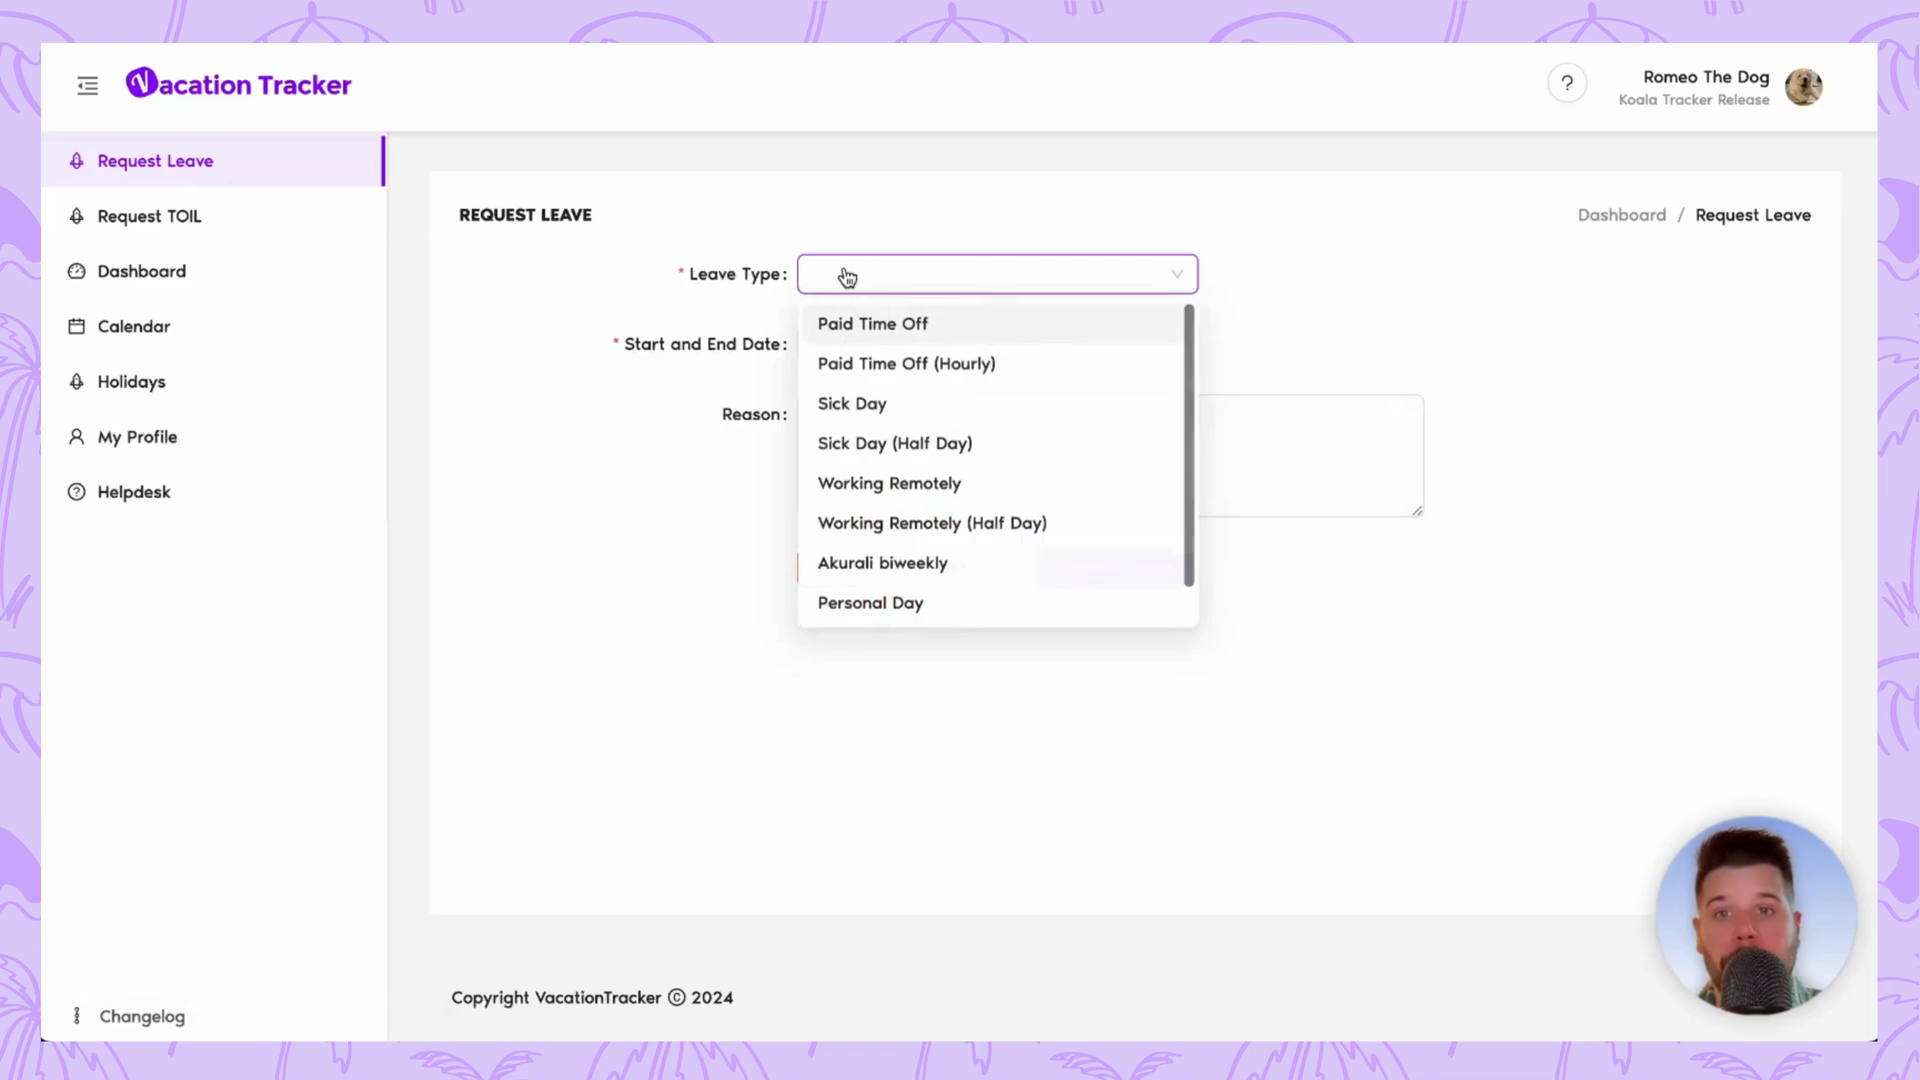 Vacation Tracker
?
Romeo The Dog
Koala Tracker Release
Request Leave
Request TOIL
Dashboard
Calendar
Holidays
My Profile
Helpdesk
Changelog
REQUEST LEAVE
Dashboard / Request Leave
* Leave Type:
* Start and End Date:
Reason:
Paid Time Off
Paid Time Off (Hourly)
Sick Day
Sick Day (Half Day)
Working Remotely
Working Remotely (Half Day)
Akurali biweekly
Personal Day
Copyright VacationTracker © 2024